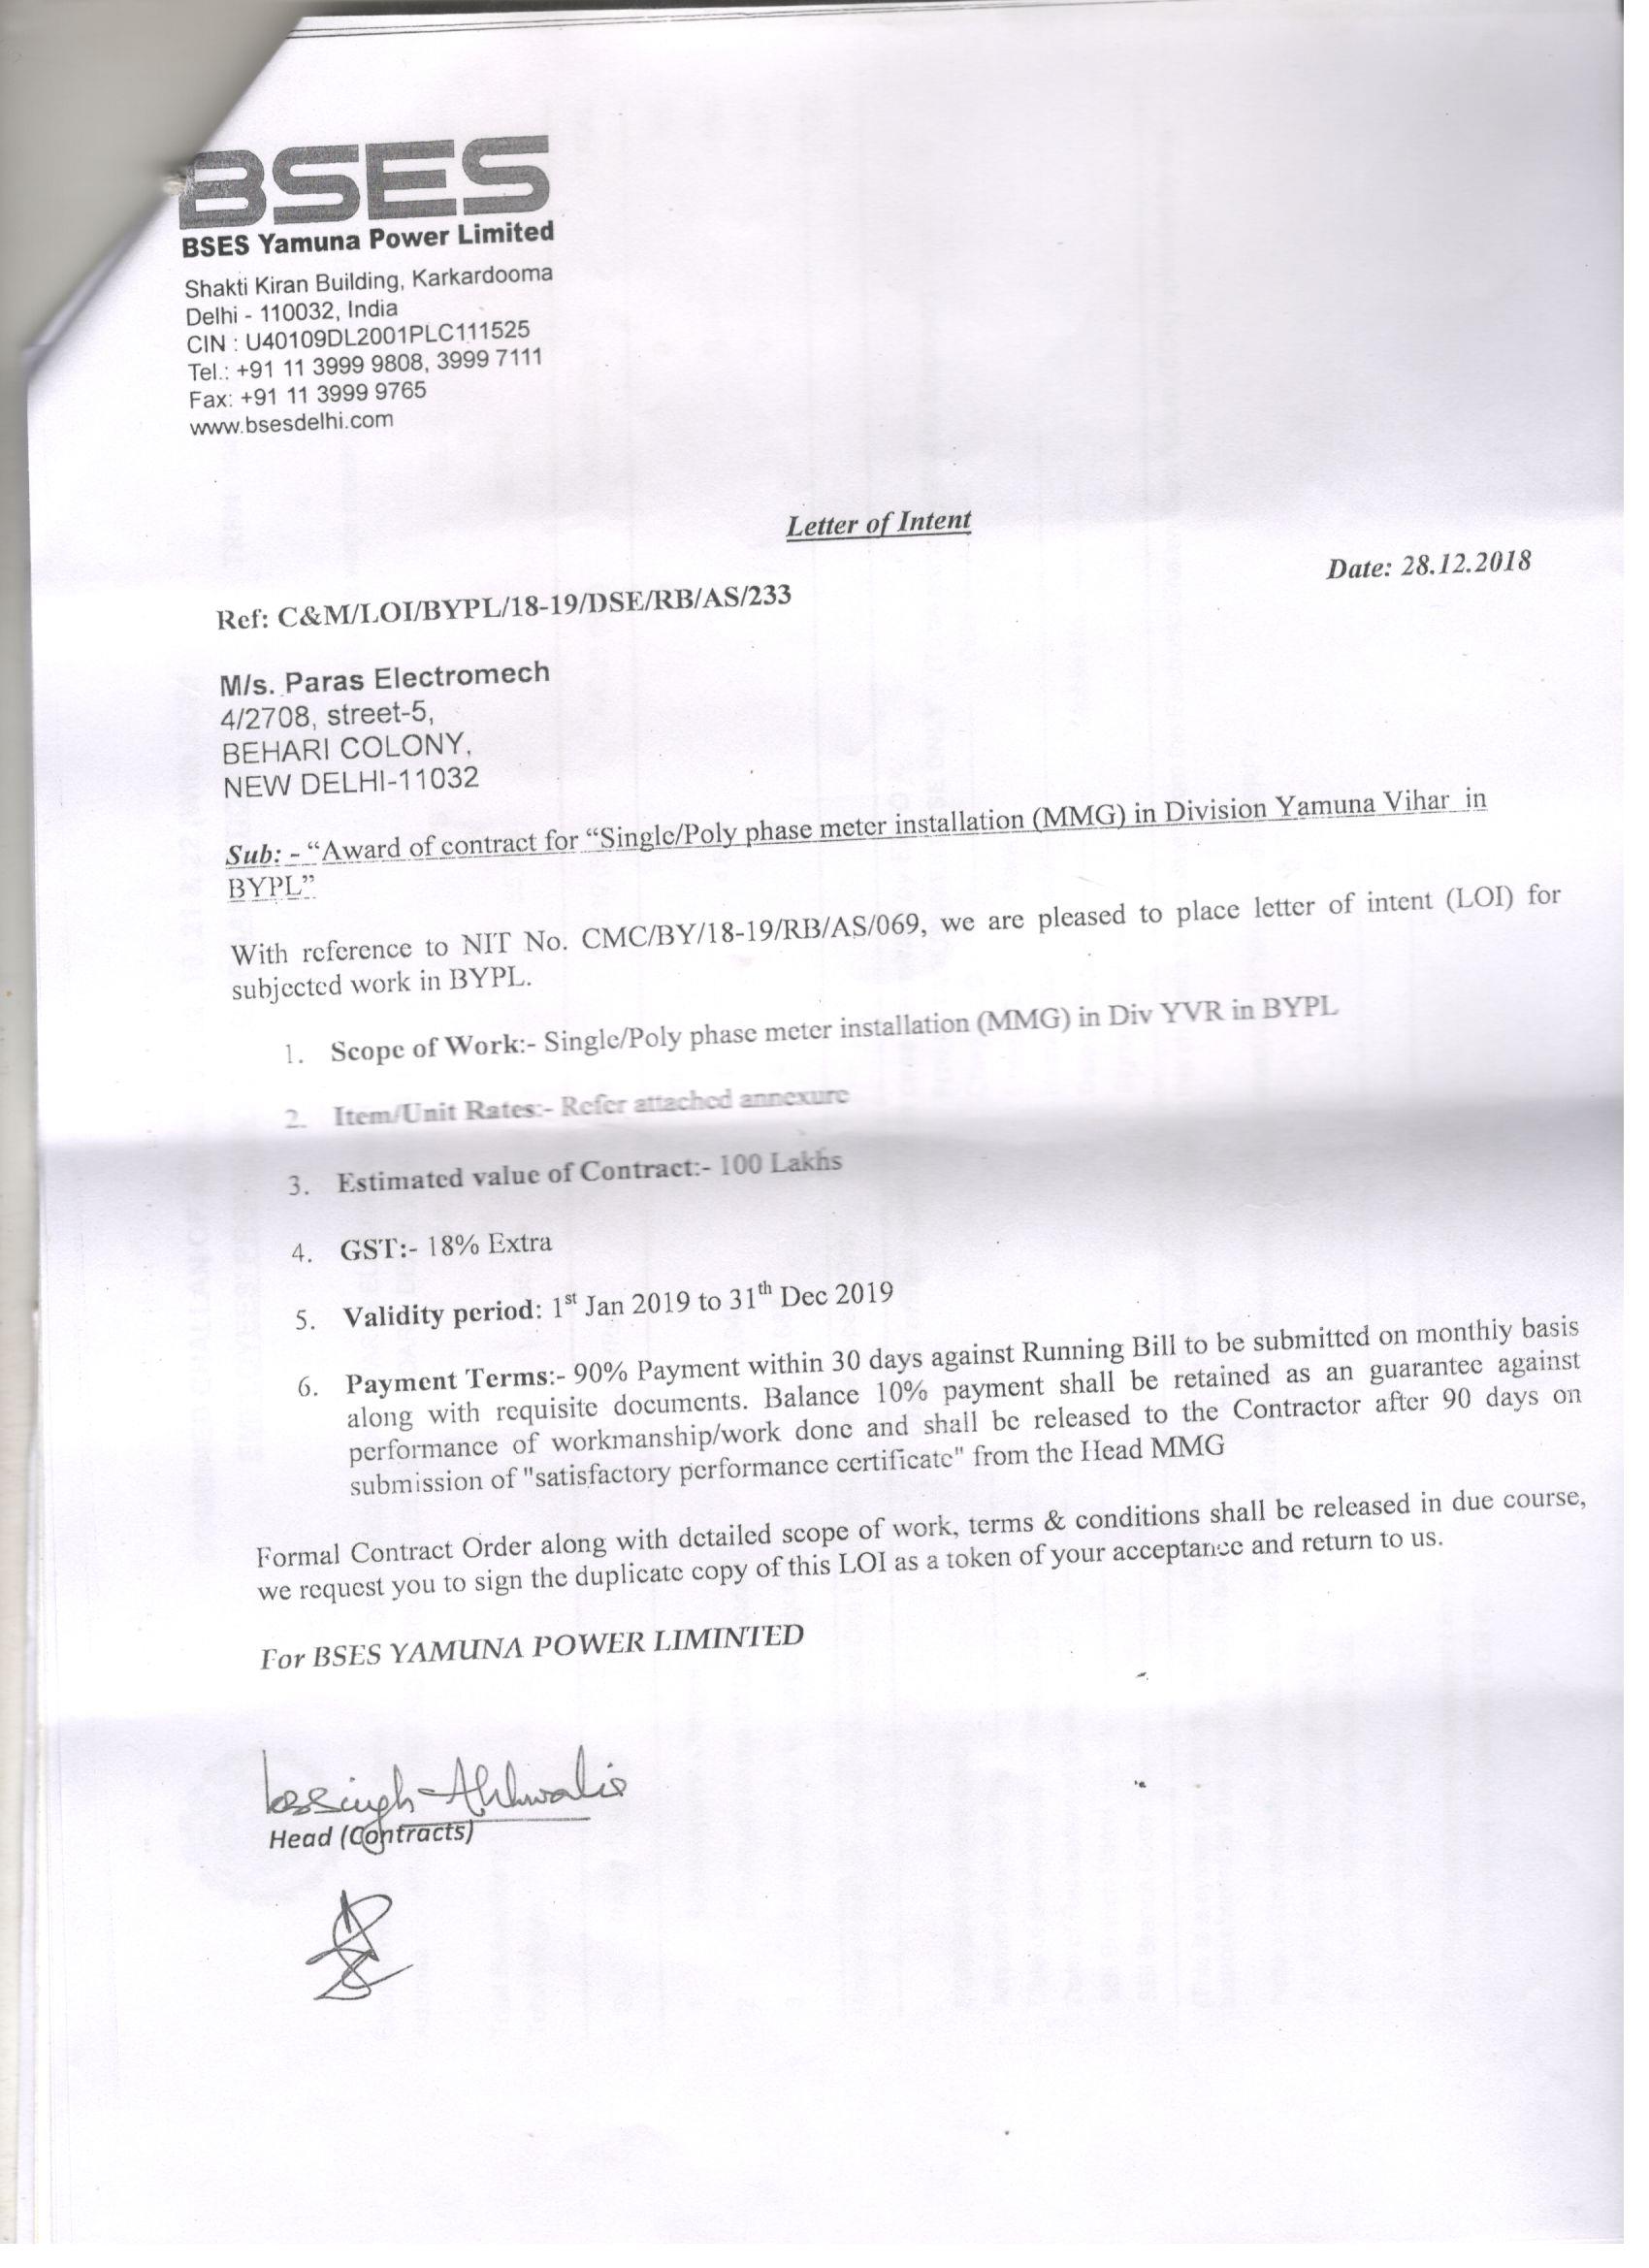 BSES
BSES Yamuna Power Limited
Shakti Kiran Building, Karkardooma
Delhi - 110032, India
CIN : U40109DL2001PLC111525
Tel.: +91 11 3999 9808, 3999 7111
Fax: +91 11 3999 9765
www.bsesdelhi.com
Letter of Intent
Date: 28.12.2018
Ref: C&M/LOI/BYPL/18-19/DSE/RB/AS/233
M/s. Paras Electromech
4/2708, street-5,
BEHARI COLONY,
NEW DELHI-11032
Sub: - “Award of contract for “Single/Poly phase meter installation (MMG) in Division Yamuna Vihar in
BYPL”
With reference to NIT No. CMC/BY/18-19/RB/AS/069, we are pleased to place letter of intent (LOI) for
subjected work in BYPL.
1. Scope of Work:- Single/Poly phase meter installation (MMG) in Div YVR in BYPL
2. Item/Unit Rates:- Refer attached annexure
3. Estimated value of Contract:- 100 Lakhs
4. GST:- 18% Extra
5. Validity period: 1st Jan 2019 to 31th Dec 2019
6. Payment Terms:- 90% Payment within 30 days against Running Bill to be submitted on monthly basis
along with requisite documents. Balance 10% payment shall be retained as an guarantee against
performance of workmanship/work done and shall be released to the Contractor after 90 days on
submission of "satisfactory performance certificate" from the Head MMG
Formal Contract Order along with detailed scope of work, terms & conditions shall be released in due course,
we request you to sign the duplicate copy of this LOI as a token of your acceptance and return to us.
For BSES YAMUNA POWER LIMINTED
Head (Contracts)